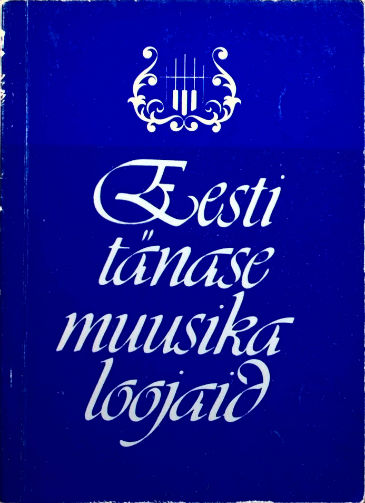 Eesti
tänase
muusika
loojaid